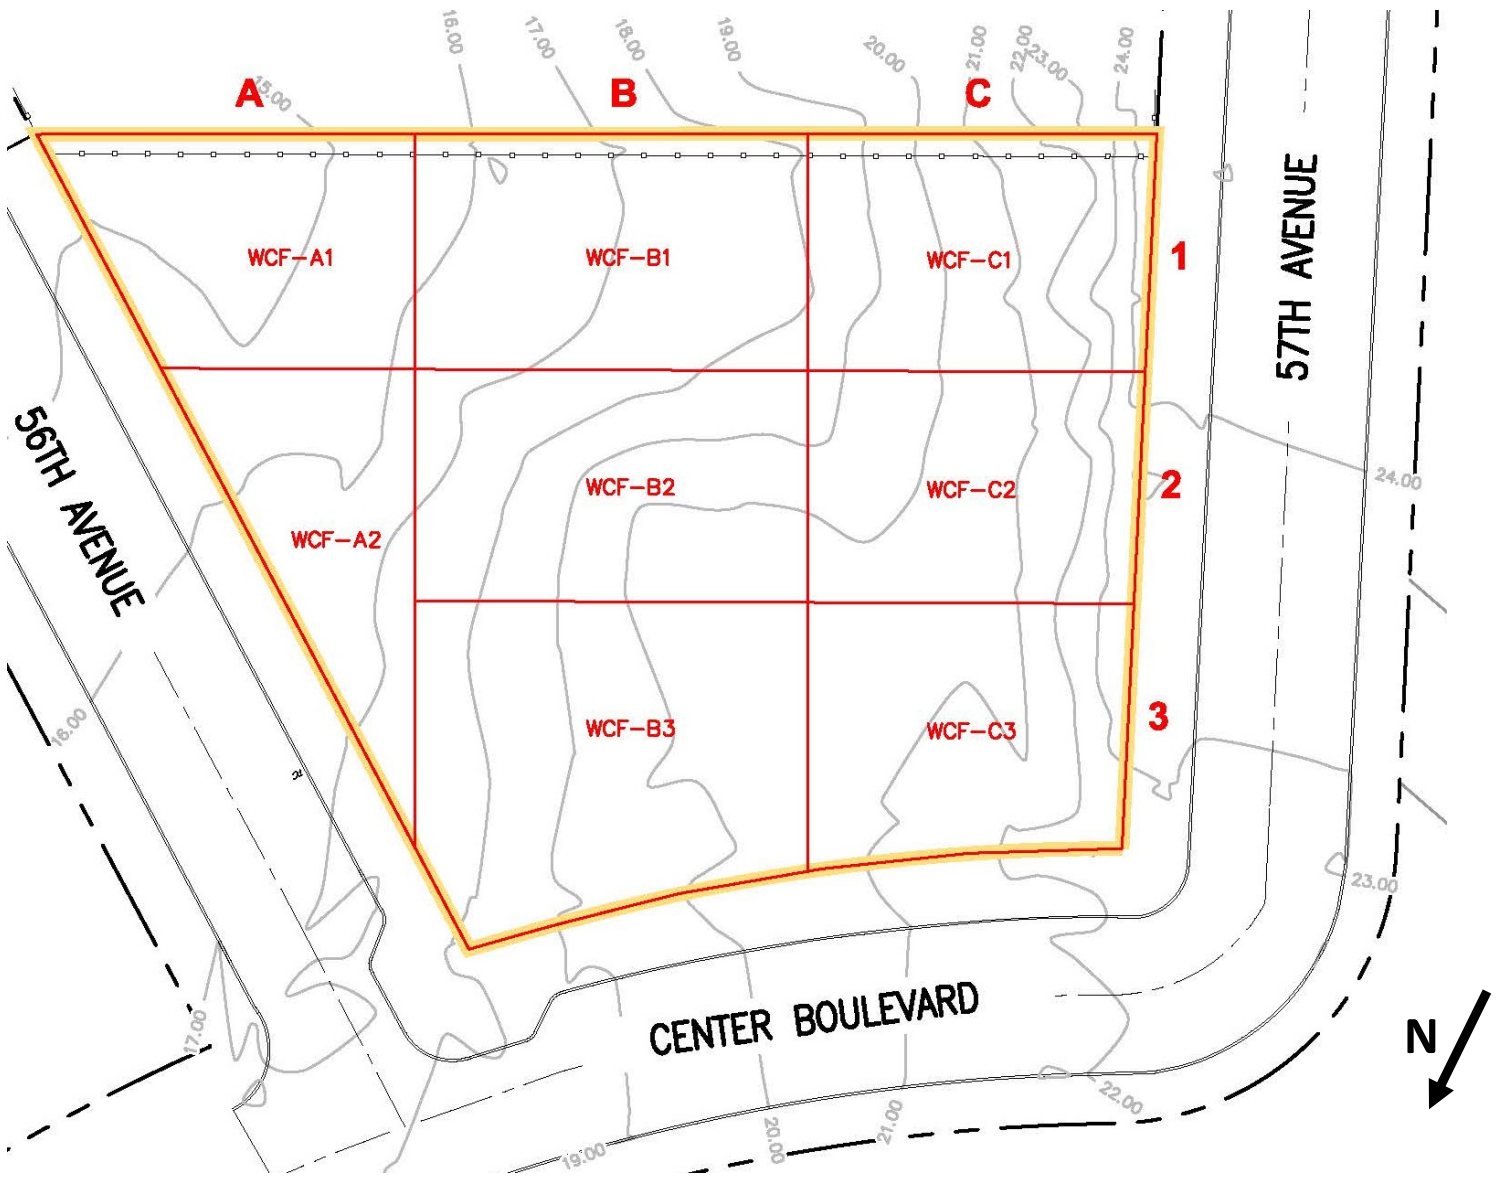 16.00
17.00
18.00
19.00
20.00
21.00
22.00
23.00
24.00
A
B
C
15.00
WCF-A1
WCF-B1
WCF-C1
1
57TH AVENUE
56TH AVENUE
WCF-A2
WCF-B2
WCF-C2
2
24.00
WCF-B3
WCF-C3
3
16.00
23.00
17.00
CENTER BOULEVARD
N
22.00
21.00
20.00
19.00